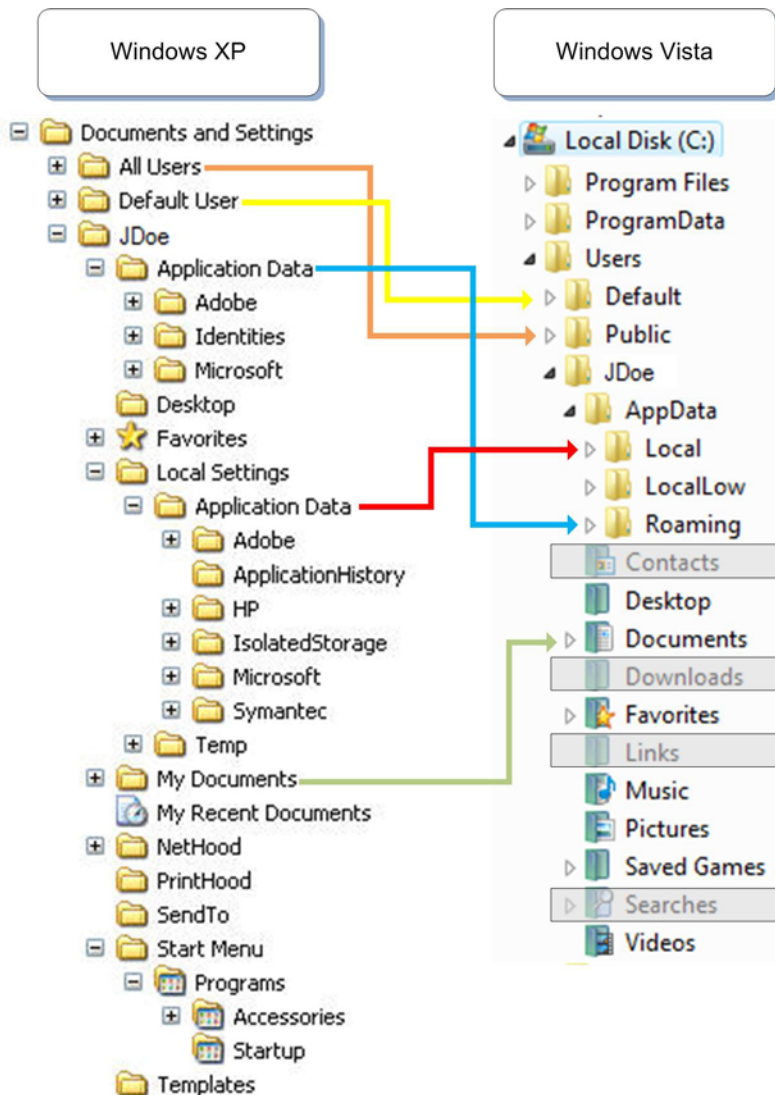 Windows XP
Documents and Settings
All Users
Default User
JDoe
Application Data
Adobe
Identities
Microsoft
Desktop
Favorites
Local Settings
Application Data
Adobe
ApplicationHistory
HP
IsolatedStorage
Microsoft
Symantec
Temp
My Documents
My Recent Documents
NetHood
PrintHood
SendTo
Start Menu
Programs
Accessories
Startup
Templates
Windows Vista
Local Disk (C:)
Program Files
ProgramData
Users
Default
Public
JDoe
AppData
Local
LocalLow
Roaming
Contacts
Desktop
Documents
Downloads
Favorites
Links
Music
Pictures
Saved Games
Searches
Videos